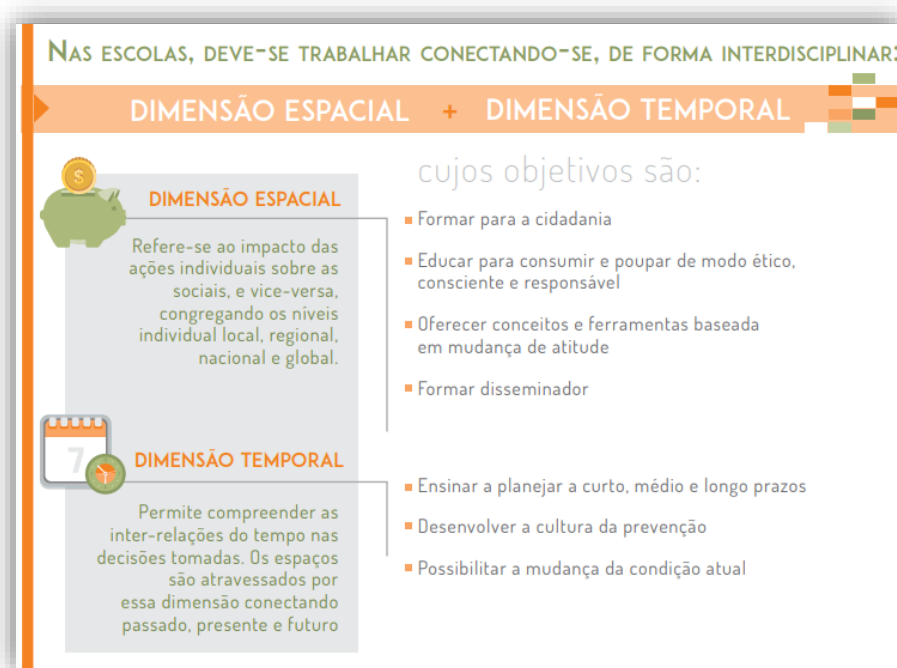 NAS ESCOLAS, DEVE-SE TRABALHAR CONECTANDO-SE, DE FORMA INTERDISCIPLINAR:
DIMENSÃO ESPACIAL + DIMENSÃO TEMPORAL
cujos objetivos são:
$
DIMENSÃO ESPACIAL
Refere-se ao impacto das
ações individuais sobre as
sociais, e vice-versa,
congregando os níveis
individual local, regional,
nacional e global.
Formar para a cidadania
Educar para consumir e poupar de modo ético,
consciente e responsável
Oferecer conceitos e ferramentas baseada
em mudança de atitude
Formar disseminador
7
DIMENSÃO TEMPORAL
Permite compreender as
inter-relações do tempo nas
decisões tomadas. Os espaços
são atravessados por
essa dimensão conectando
passado, presente e futuro
Ensinar a planejar a curto, médio e longo prazos
Desenvolver a cultura da prevenção
Possibilitar a mudança da condição atual